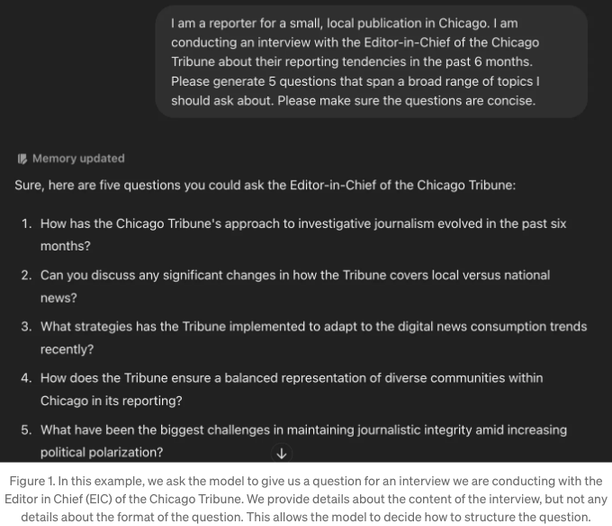 I am a reporter for a small, local publication in Chicago. I am
conducting an interview with the Editor-in-Chief of the Chicago
Tribune about their reporting tendencies in the past 6 months.
Please generate 5 questions that span a broad range of topics I
should ask about. Please make sure the questions are concise.
Memory updated
Sure, here are five questions you could ask the Editor-in-Chief of the Chicago Tribune:
1. How has the Chicago Tribune's approach to investigative journalism evolved in the past six
months?
2. Can you discuss any significant changes in how the Tribune covers local versus national
news?
3. What strategies has the Tribune implemented to adapt to the digital news consumption trends
recently?
4. How does the Tribune ensure a balanced representation of diverse communities within
Chicago in its reporting?
5. What have been the biggest challenges in maintaining journalistic integrity amid increasing
political polarization?
Figure 1. In this example, we ask the model to give us a question for an interview we are conducting with the
Editor in Chief (EIC) of the Chicago Tribune. We provide details about the content of the interview, but not any
details about the format of the question. This allows the model to decide how to structure the question.